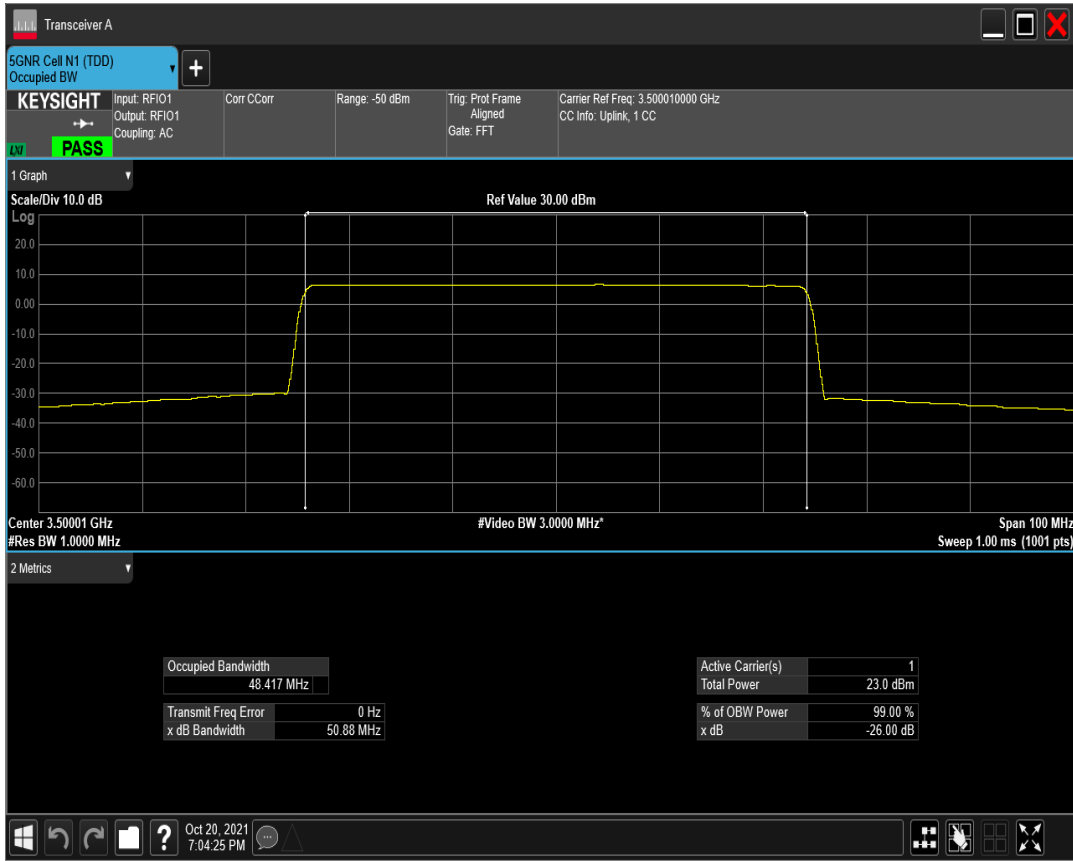 Transceiver A
5GNR Cell N1 (TDD)
Occupied BW
+
KEYSIGHT
LXI
PASS
Input: RFIO1
Output: RFIO1
Coupling: AC
Corr CCorr
Range: -50 dBm
Trig: Prot Frame
Aligned
Gate: FFT
Carrier Ref Freq: 3.500010000 GHz
CC Info: Uplink, 1 CC
1 Graph
Scale/Div 10.0 dB
Ref Value 30.00 dBm
Log
20.0
10.0
0.00
-10.0
-20.0
-30.0
-40.0
-50.0
-60.0
Center 3.50001 GHz
#Video BW 3.0000 MHz*
Span 100 MHz
#Res BW 1.0000 MHz
Sweep 1.00 ms (1001 pts)
2 Metrics
Occupied Bandwidth
48.417 MHz
Transmit Freq Error 0 Hz
x dB Bandwidth 50.88 MHz
Active Carrier(s) 1
Total Power 23.0 dBm
% of OBW Power 99.00 %
x dB -26.00 dB
?
Oct 20, 2021
7:04:25 PM